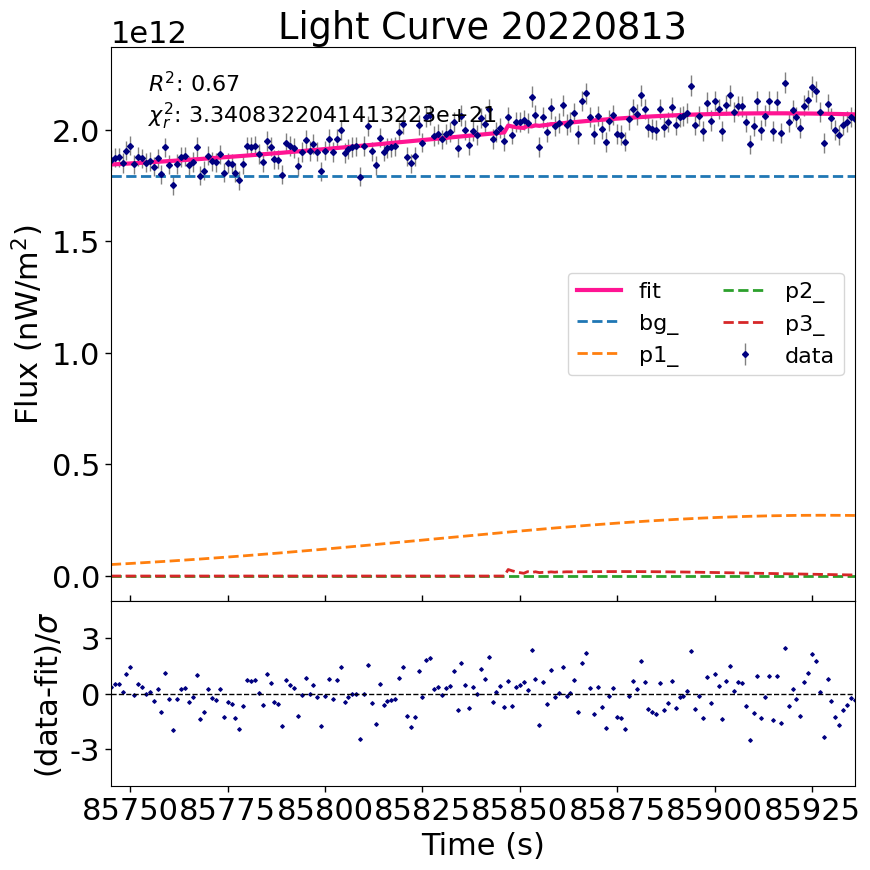 Light Curve 20220813
1e12
R²: 0.67
χ²ᵣ: 3.3408322041413223e+21
Flux (nW/m²)
2.0
1.5
1.0
0.5
0.0
fit
bg_
p1_
p2_
p3_
data
(data-fit)/σ
3
0
-3
85750 85775 85800 85825 85850 85875 85900 85925
Time (s)